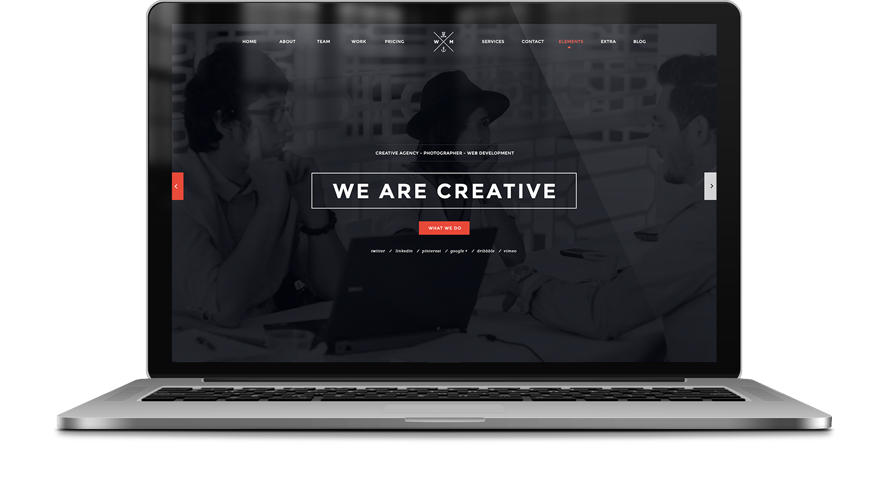 HOME ABOUT TEAM WORK PRICING W M SERVICES CONTACT ELEMENTS EXTRA BLOG
CREATIVE AGENCY - PHOTOGRAPHER - WEB DEVELOPMENT
WE ARE CREATIVE
WHAT WE DO
twitter / linkedin / pinterest / google + / dribbble / vimeo